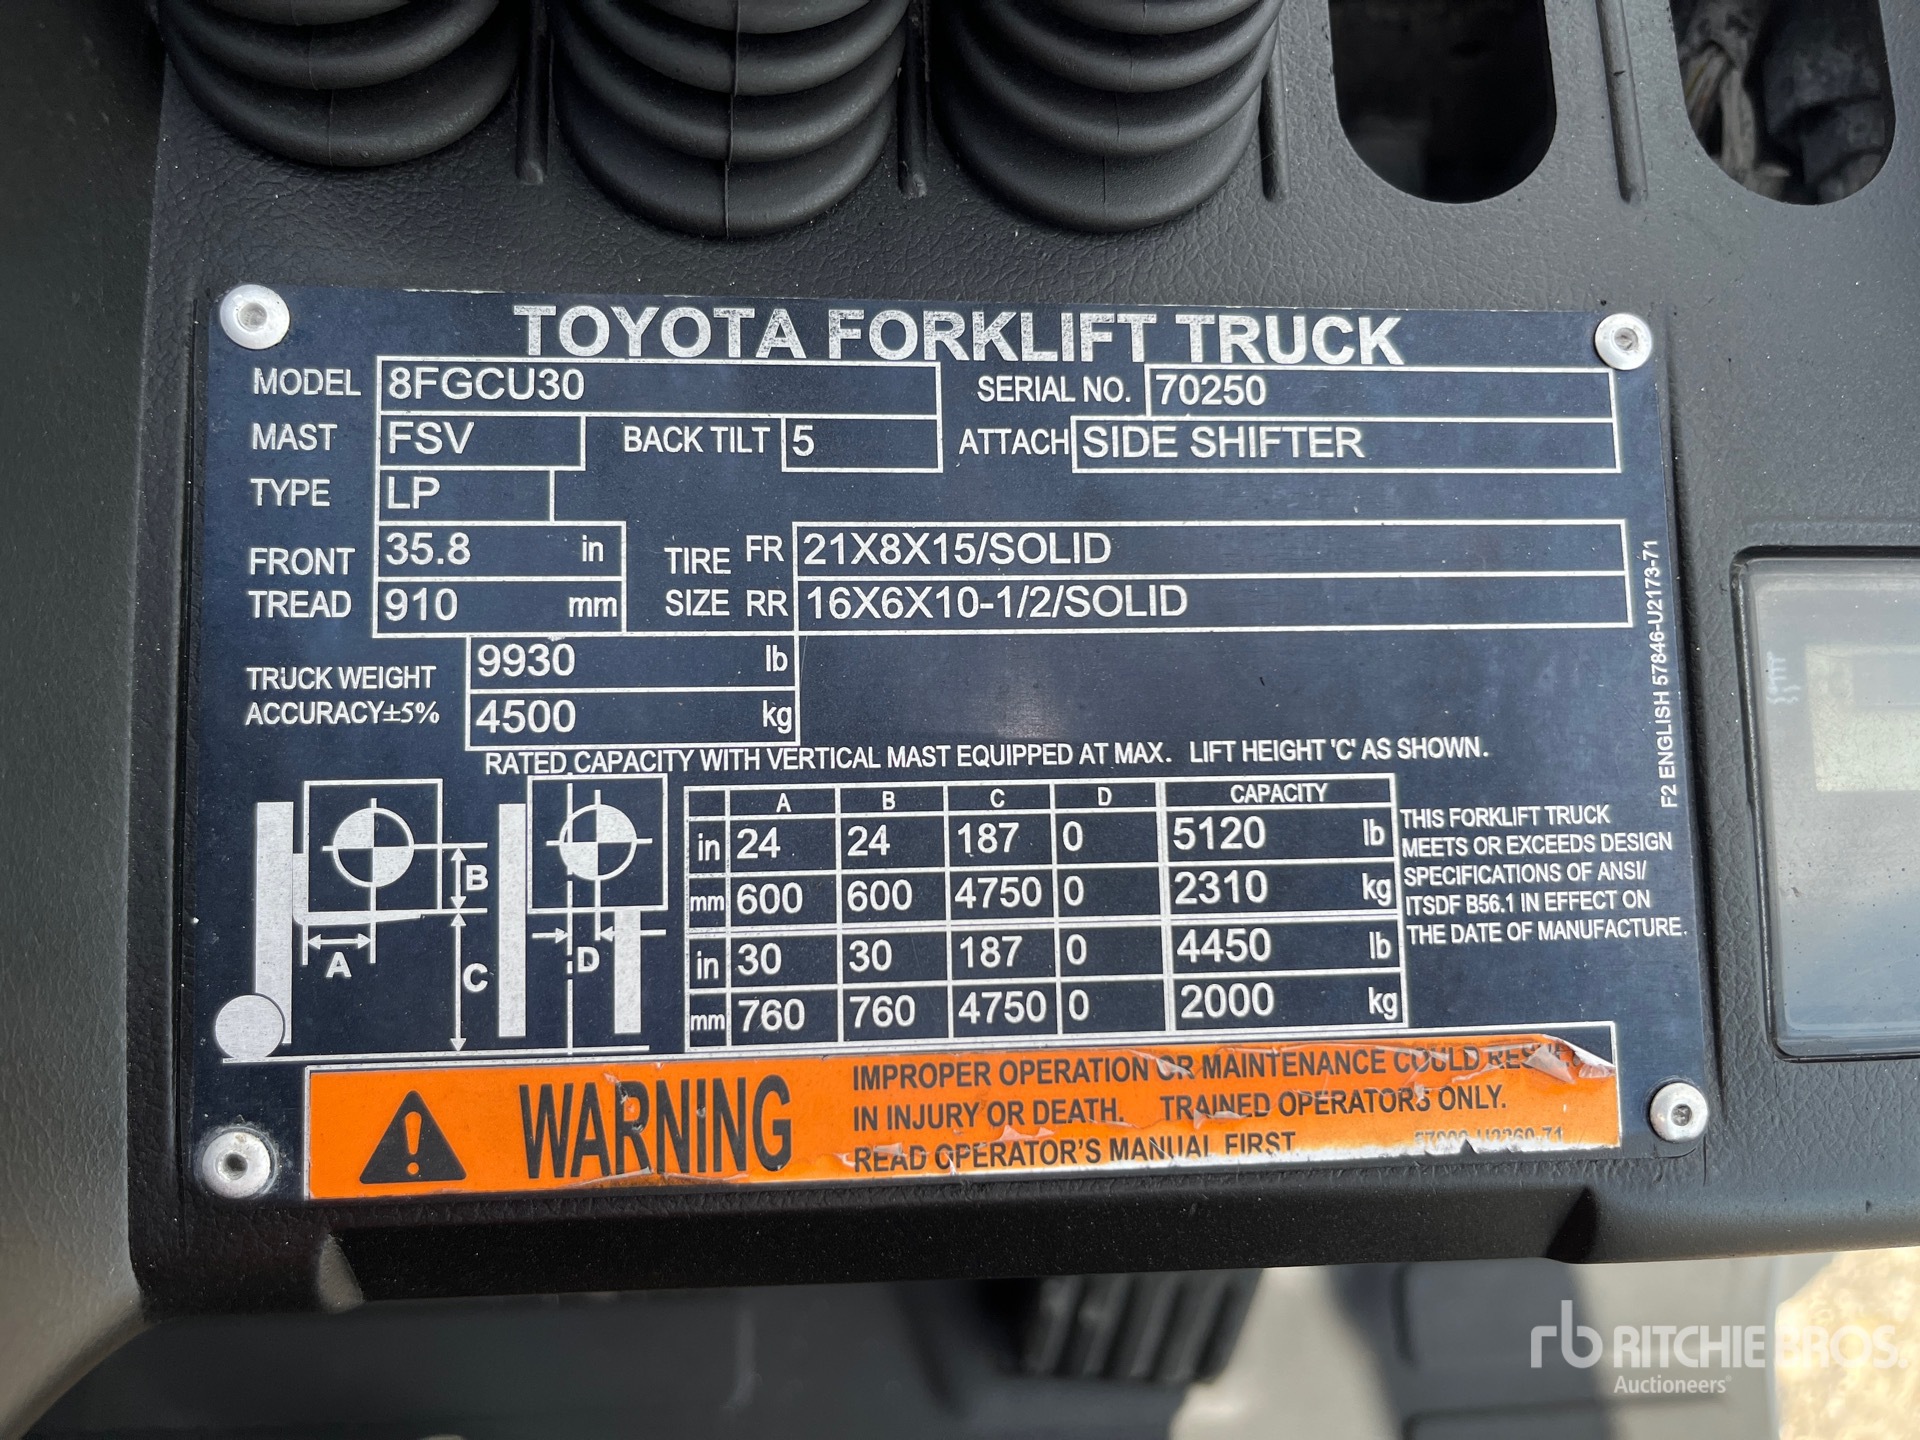 TOYOTA FORKLIFT TRUCK
MODEL 8FGCU30 SERIAL NO. 70250
MAST FSV BACK TILT 5 ATTACH SIDE SHIFTER
TYPE LP
FRONT TREAD 35.8 in TIRE SIZE FR 21X8X15/SOLID
910 mm RR 16X6X10-1/2/SOLID
TRUCK WEIGHT 9930 lb
ACCURACY±5% 4500 kg
RATED CAPACITY WITH VERTICAL MAST EQUIPPED AT MAX. LIFT HEIGHT 'C' AS SHOWN.
A B C D CAPACITY
in 24 24 187 0 5120 lb
mm 600 600 4750 0 2310 kg
in 30 30 187 0 4450 lb
mm 760 760 4750 0 2000 kg
B
A
C
D
THIS FORKLIFT TRUCK
MEETS OR EXCEEDS DESIGN
SPECIFICATIONS OF ANSI/
ITSDF B56.1 IN EFFECT ON
THE DATE OF MANUFACTURE.
F2 ENGLISH 57846-U2173-71
WARNING
IMPROPER OPERATION OR MAINTENANCE COULD
IN INJURY OR DEATH. TRAINED OPERATORS ONLY.
READ OPERATOR'S MANUAL FIRST.
rb RITCHIE BROS.
Auctioneers